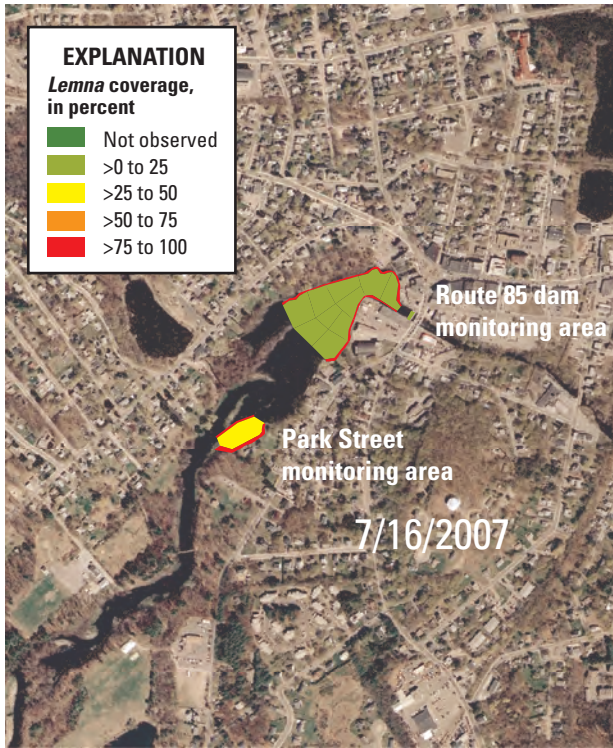 EXPLANATION
Lemna coverage,
in percent
Not observed
>0 to 25
>25 to 50
>50 to 75
>75 to 100
Route 85 dam
monitoring area
Park Street
monitoring area
7/16/2007